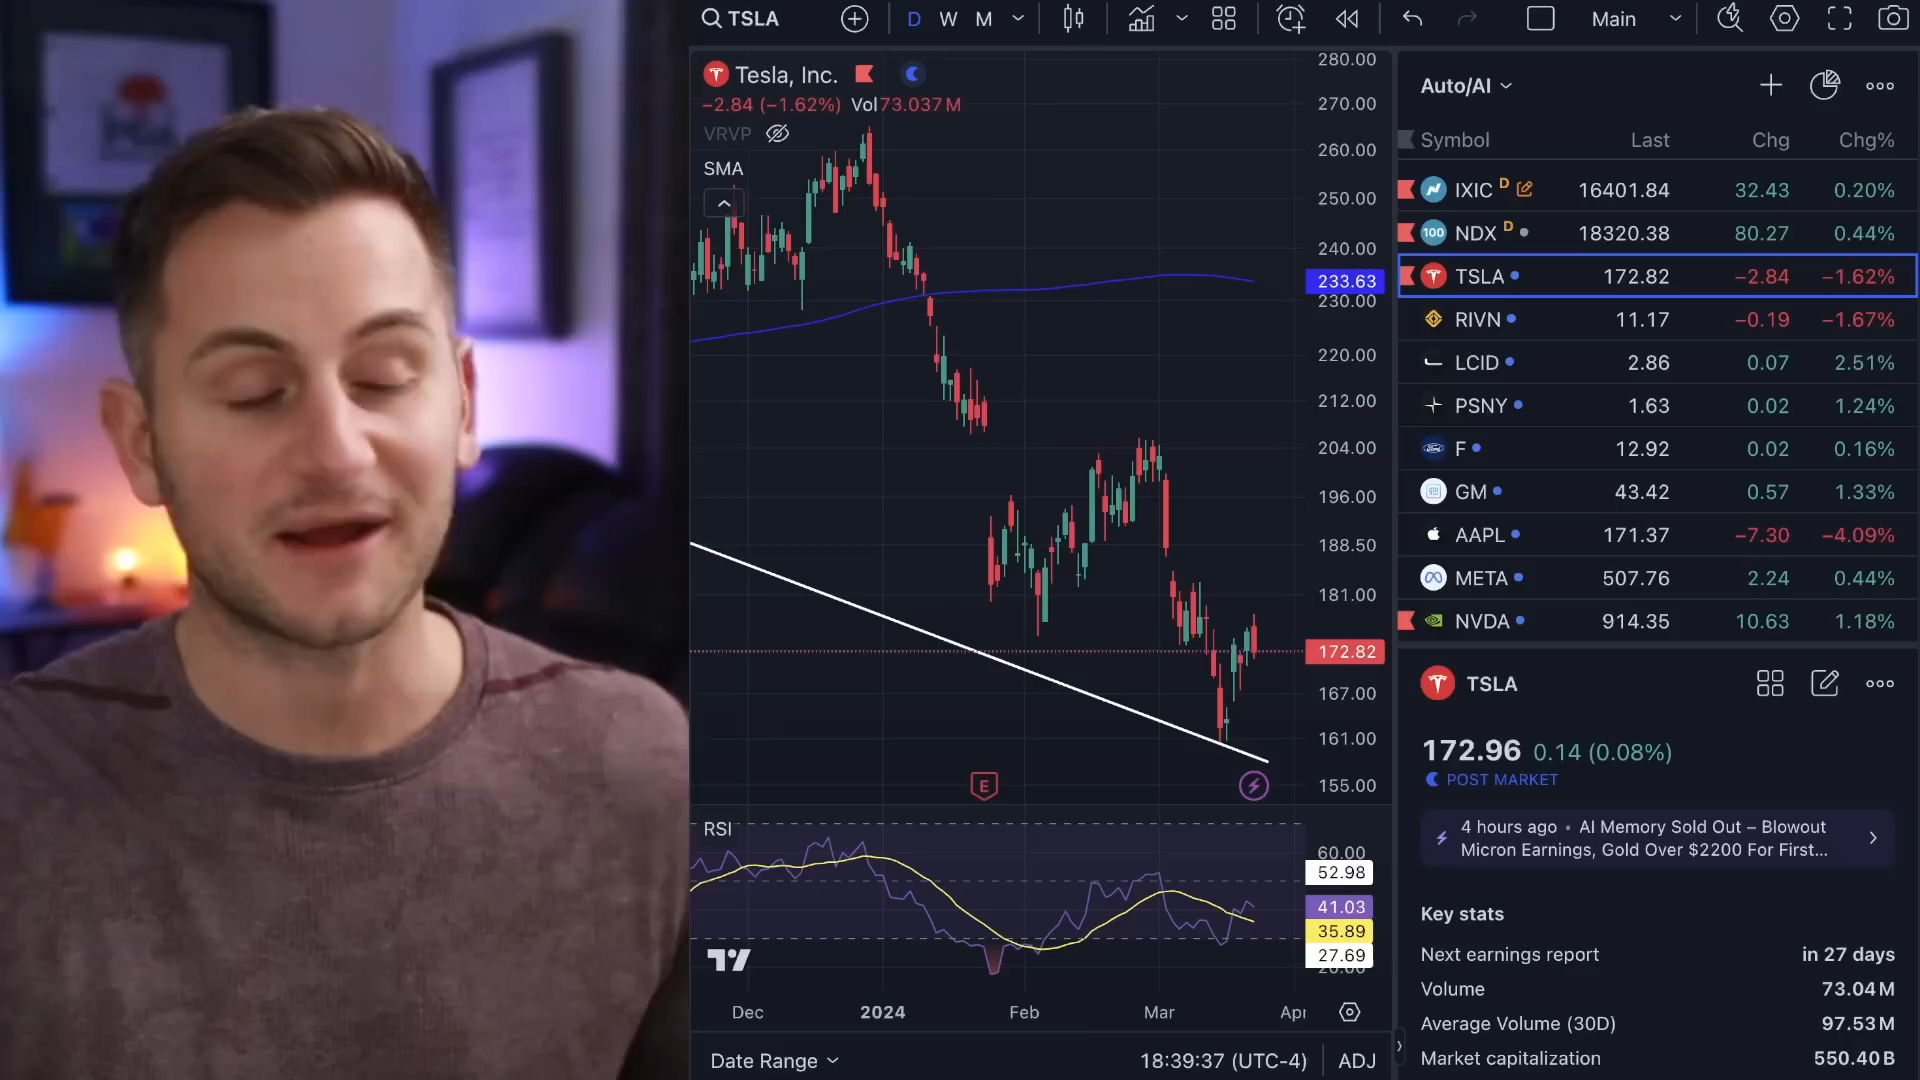 TSLA
D W M
Main
Tesla, Inc.
−2.84 (−1.62%) Vol 73.037 M
VRVP
SMA
280.00
270.00
260.00
250.00
240.00
233.63
230.00
220.00
212.00
204.00
196.00
188.50
181.00
172.82
167.00
161.00
155.00
E
RSI
60.00
52.98
41.03
35.89
27.69
20.00
Dec 2024 Feb Mar Apr
Date Range 18:39:37 (UTC-4) ADJ
Auto/AI
Symbol Last Chg Chg%
IXIC D 16401.84 32.43 0.20%
100 NDX D 18320.38 80.27 0.44%
TSLA 172.82 −2.84 −1.62%
RIVN 11.17 −0.19 −1.67%
LCID 2.86 0.07 2.51%
PSNY 1.63 0.02 1.24%
F 12.92 0.02 0.16%
GM 43.42 0.57 1.33%
AAPL 171.37 −7.30 −4.09%
META 507.76 2.24 0.44%
NVDA 914.35 10.63 1.18%
TSLA
172.96 0.14 (0.08%)
POST MARKET
4 hours ago • AI Memory Sold Out – Blowout
Micron Earnings, Gold Over $2200 For First...
Key stats
Next earnings report in 27 days
Volume 73.04 M
Average Volume (30D) 97.53 M
Market capitalization 550.40 B